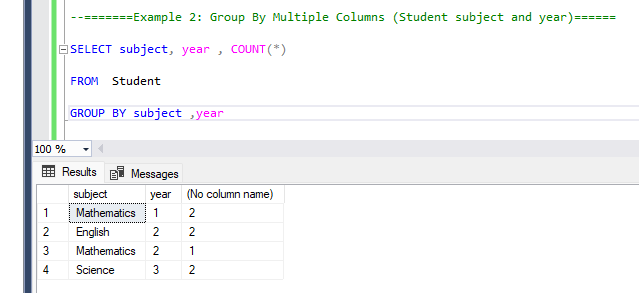 --=======Example 2: Group By Multiple Columns (Student subject and year)======
SELECT subject, year , COUNT(*)
FROM  Student
GROUP BY subject ,year
100 %
Results Messages
subject year (No column name)
1 Mathematics 1 2
2 English 2 2
3 Mathematics 2 1
4 Science 3 2